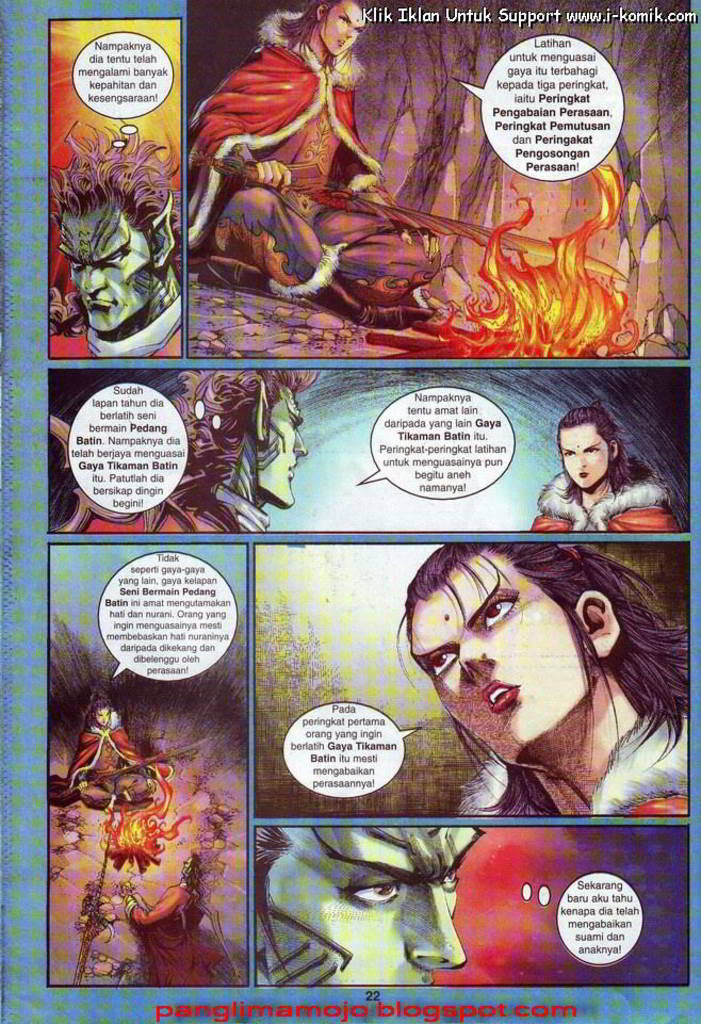 Klik Iklan Untuk Support www.i-komik.com
Nampaknya
dia tentu telah
mengalami banyak
kepahitan dan
kesengsaraan!
Latihan
untuk menguasai
gaya itu terbahagi
kepada tiga peringkat,
iaitu Peringkat
Pengabaian Perasaan,
Peringkat Pemutusan
dan Peringakat
Pengosongan
Perasaan!
Sudah
lapan tahun dia
berlatih seni
bermain Pedang
Batin. Nampaknya dia
telah berjaya menguasai
Gaya Tikaman Batin
itu. Patutlah dia
bersikap dingin
begini!
Nampaknya
tentu amat lain
daripada yang lain Gaya
Tikaman Batin itu.
Peringkat-peringkat latihan
untuk menguasainya pun
begitu aneh
namanya!
Tidak
seperti gaya-gaya
yang lain, gaya kelapan
Seni Bermain Pedang
Batin ini amat mengutamakan
hati dan nurani. Orang yang
ingin menguasainya mesti
membebaskan hati nuraninya
daripada dikekang dan
dibelenggu oleh
perasaan!
Pada
peringkat pertama
orang yang ingin
berlatih Gaya Tikaman
Batin itu mesti
mengabaikan
perasaannya!
Sekarang
baru aku tahu
kenapa dia telah
mengabaikan
suami dan
anaknya!
22
panglimamojo.blogspot.com